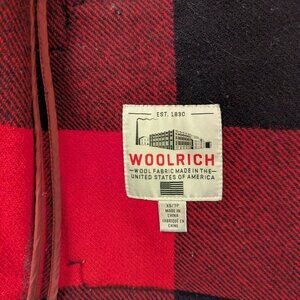 EST. 1830
WOOLRICH
WOOL FABRIC MADE IN THE
UNITED STATES OF AMERICA
XS/TP
MADE IN
CHINA
FABRIQUÉ EN
CHINE